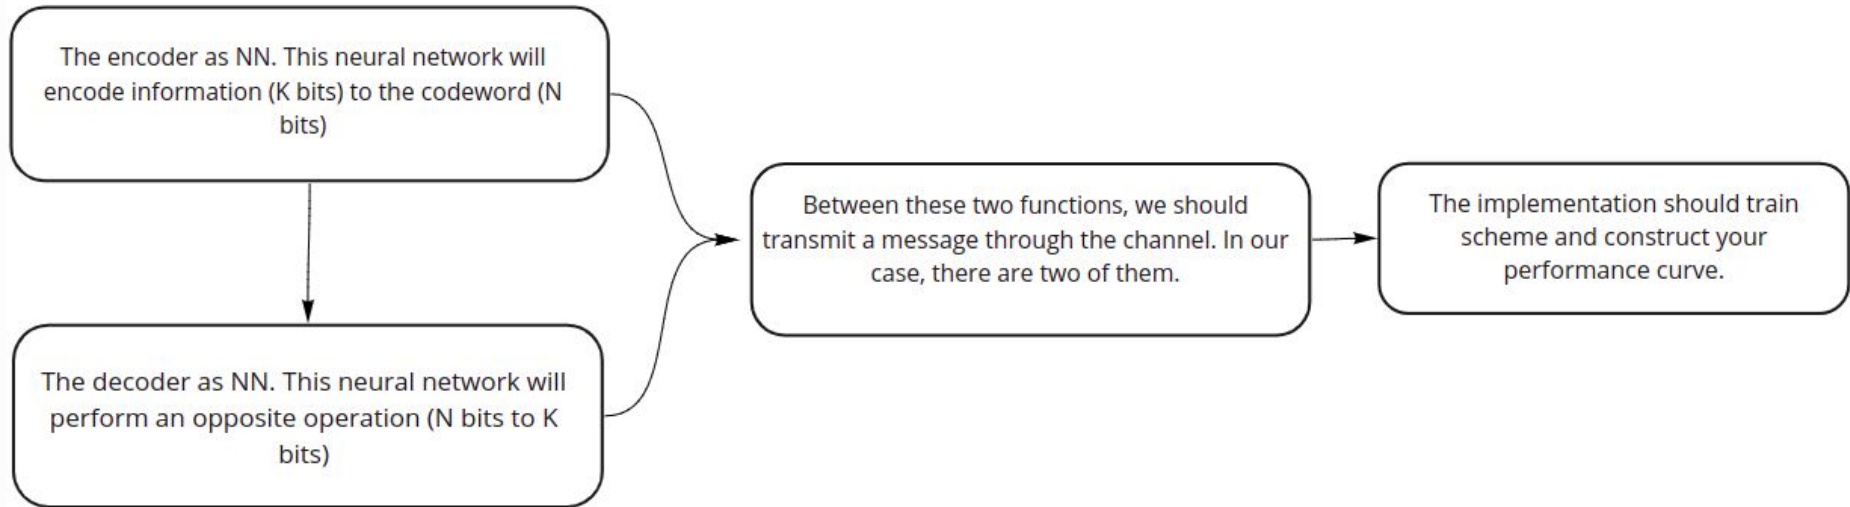 The encoder as NN. This neural network will
encode information (K bits) to the codeword (N
bits)
The decoder as NN. This neural network will
perform an opposite operation (N bits to K
bits)
Between these two functions, we should
transmit a message through the channel. In our
case, there are two of them.
The implementation should train
scheme and construct your
performance curve.